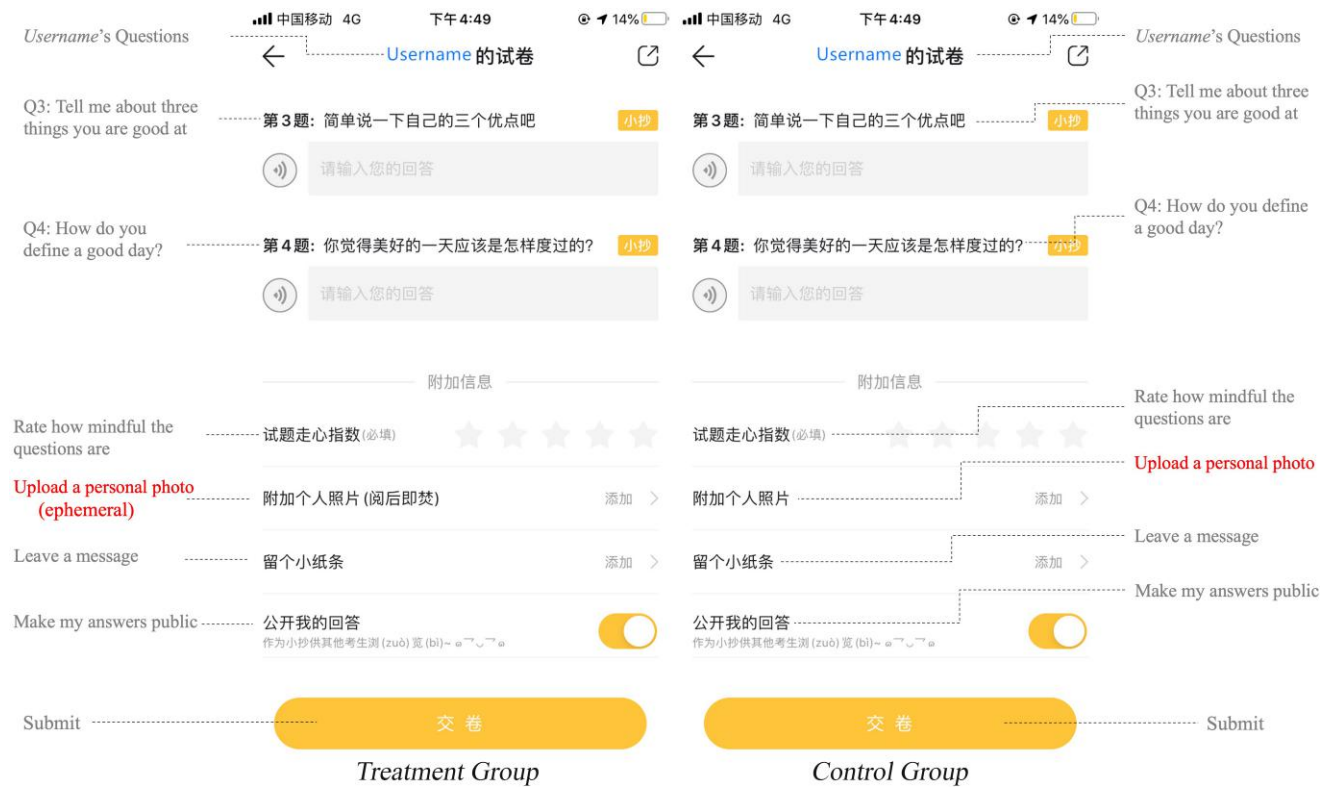 中国移动 4G 下午4:49 14%
Username 的试卷
Username's Questions
第3题: 简单说一下自己的三个优点吧 小抄
Q3: Tell me about three
things you are good at
请输入您的回答
第4题: 你觉得美好的一天应该是怎样度过的? 小抄
Q4: How do you
define a good day?
请输入您的回答
附加信息
试题走心指数(必填)
Rate how mindful the
questions are
附加个人照片(阅后即焚) 添加
Upload a personal photo
(ephemeral)
留个小纸条 添加
Leave a message
公开我的回答
Make my answers public
作为小抄供其他考生浏(zuò)览(bì)~
交 卷
Submit
Treatment Group
中国移动 4G 下午4:49 14%
Username 的试卷
Username's Questions
第3题: 简单说一下自己的三个优点吧 小抄
Q3: Tell me about three
things you are good at
请输入您的回答
第4题: 你觉得美好的一天应该是怎样度过的? 小抄
Q4: How do you define
a good day?
请输入您的回答
附加信息
试题走心指数(必填)
Rate how mindful the
questions are
附加个人照片 添加
Upload a personal photo
留个小纸条 添加
Leave a message
公开我的回答
Make my answers public
作为小抄供其他考生浏(zuò)览(bì)~
交 卷
Submit
Control Group